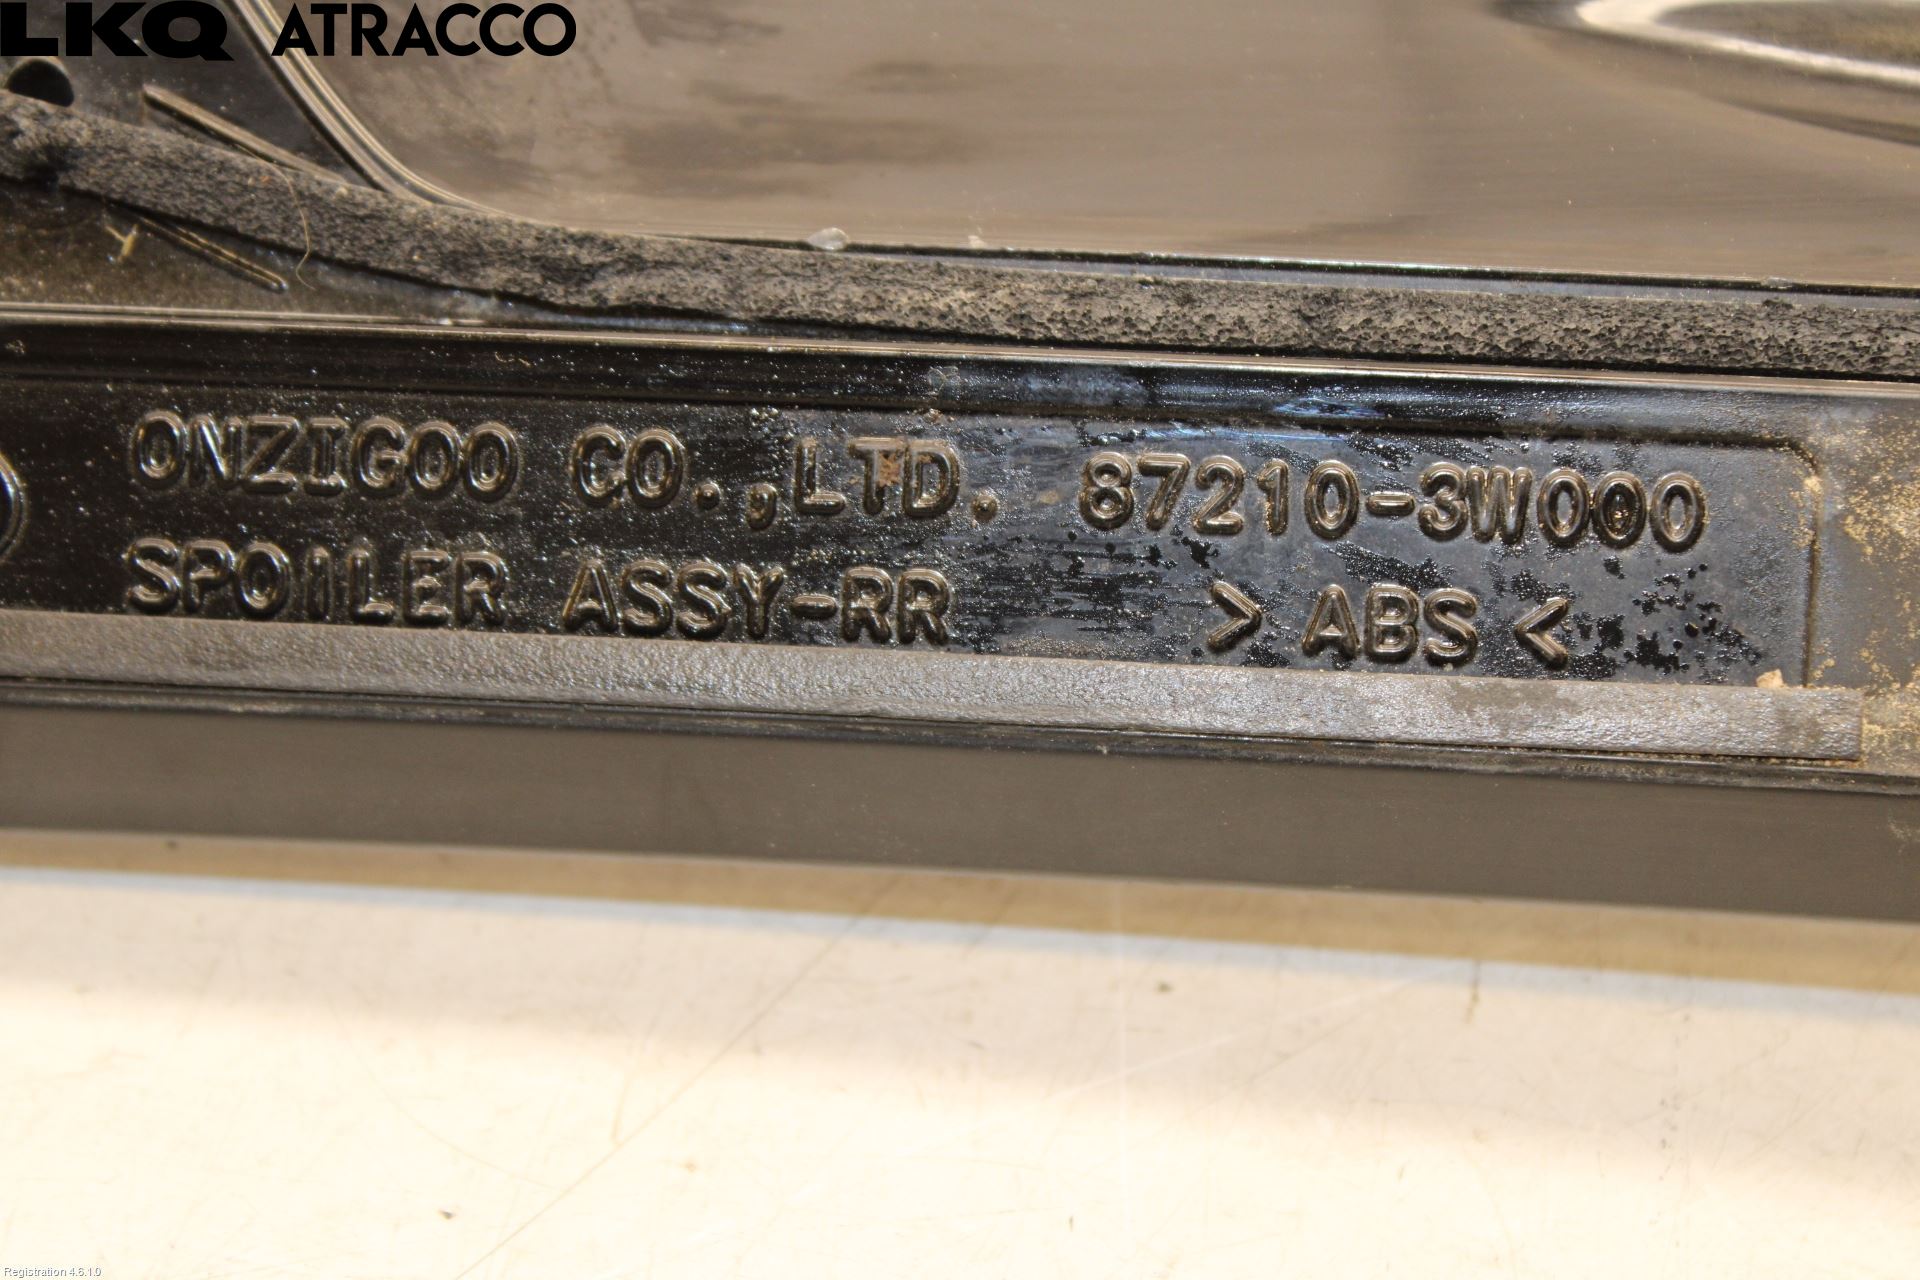 LKQ ATRACCO
ONZIGOO CO.,LTD. 87210-3W000
SPOILER ASSY-RR >ABS<
Registration 4.6.1.0